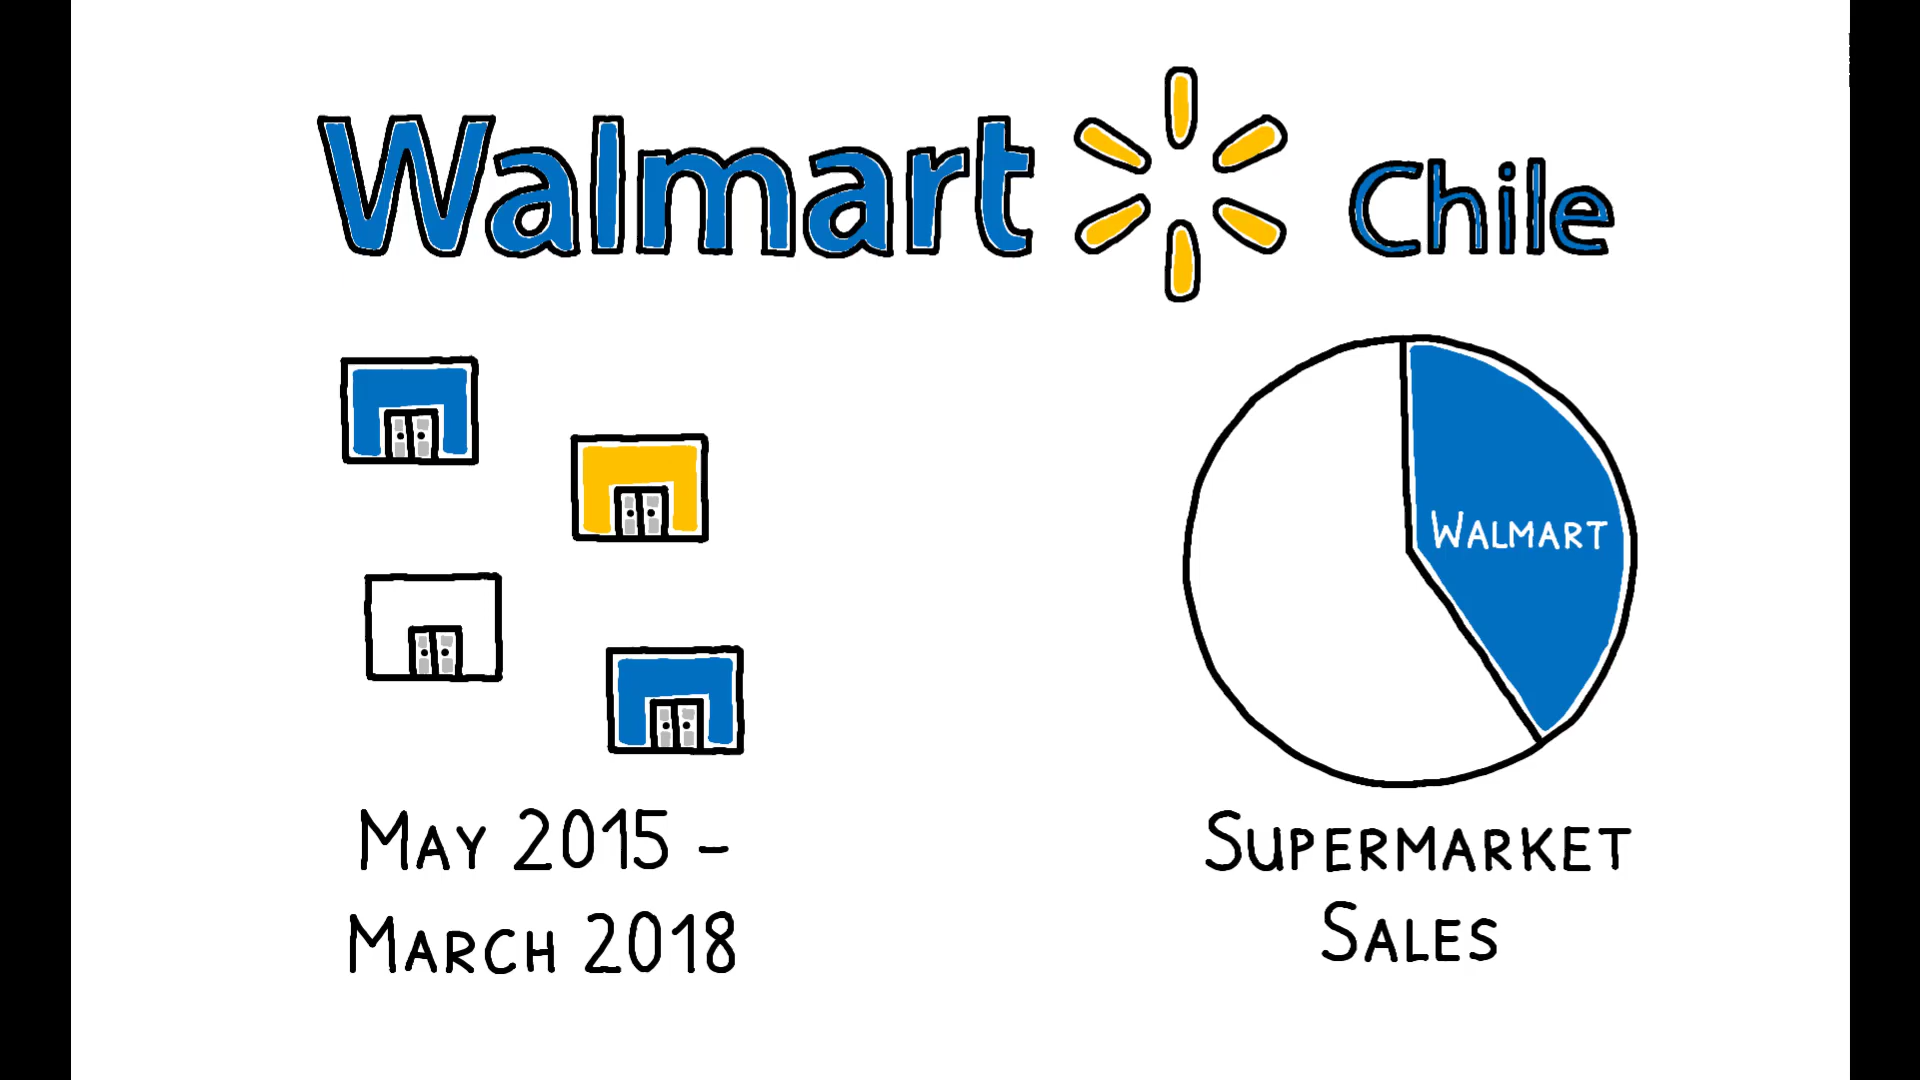 Walmart Chile
WALMART
MAY 2015 -
MARCH 2018
SUPERMARKET
SALES